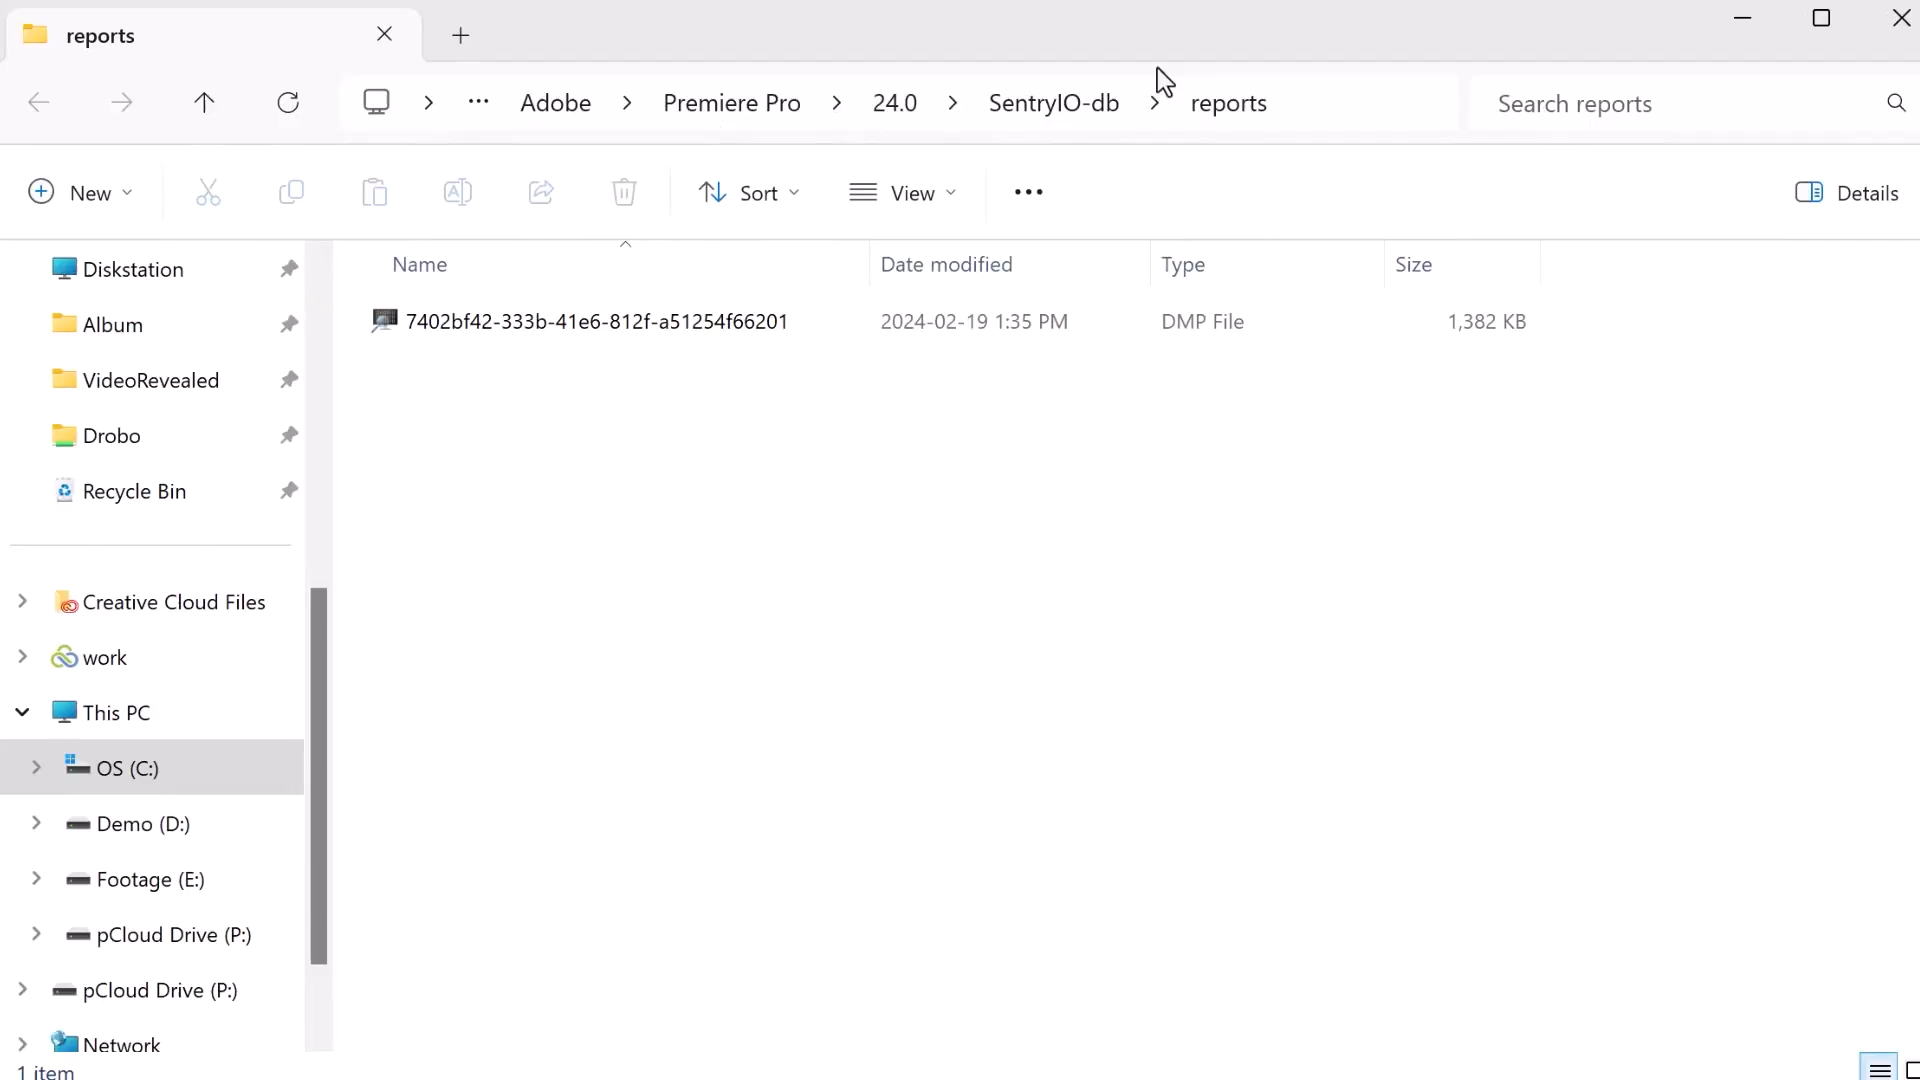 reports
Adobe > Premiere Pro > 24.0 > SentryIO-db > reports
Search reports
New
Sort
View
Details
Name
Date modified
Type
Size
7402bf42-333b-41e6-812f-a51254f66201
2024-02-19 1:35 PM
DMP File
1,382 KB
Diskstation
Album
VideoRevealed
Drobo
Recycle Bin
Creative Cloud Files
work
This PC
OS (C:)
Demo (D:)
Footage (E:)
pCloud Drive (P:)
pCloud Drive (P:)
Network
1 item